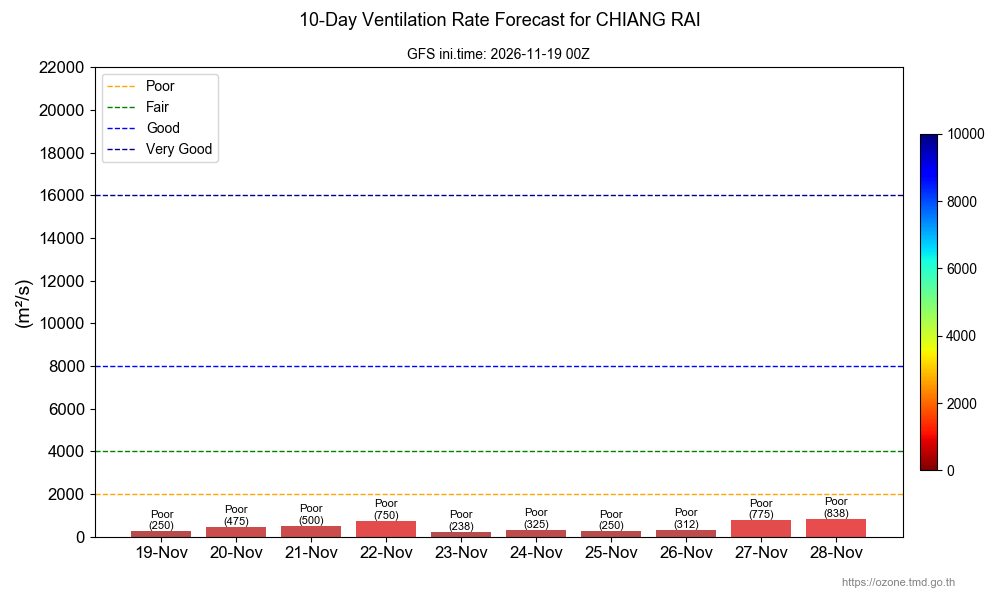 10-Day Ventilation Rate Forecast for CHIANG RAI
GFS ini.time: 2026-11-19 00Z
22000
20000
18000
16000
14000
12000
10000
8000
6000
4000
2000
0
(m²/s)
Poor
Fair
Good
Very Good
Poor
(250)
Poor
(475)
Poor
(500)
Poor
(750)
Poor
(238)
Poor
(325)
Poor
(250)
Poor
(312)
Poor
(775)
Poor
(838)
19-Nov 20-Nov 21-Nov 22-Nov 23-Nov 24-Nov 25-Nov 26-Nov 27-Nov 28-Nov
10000
8000
6000
4000
2000
0
https://ozone.tmd.go.th